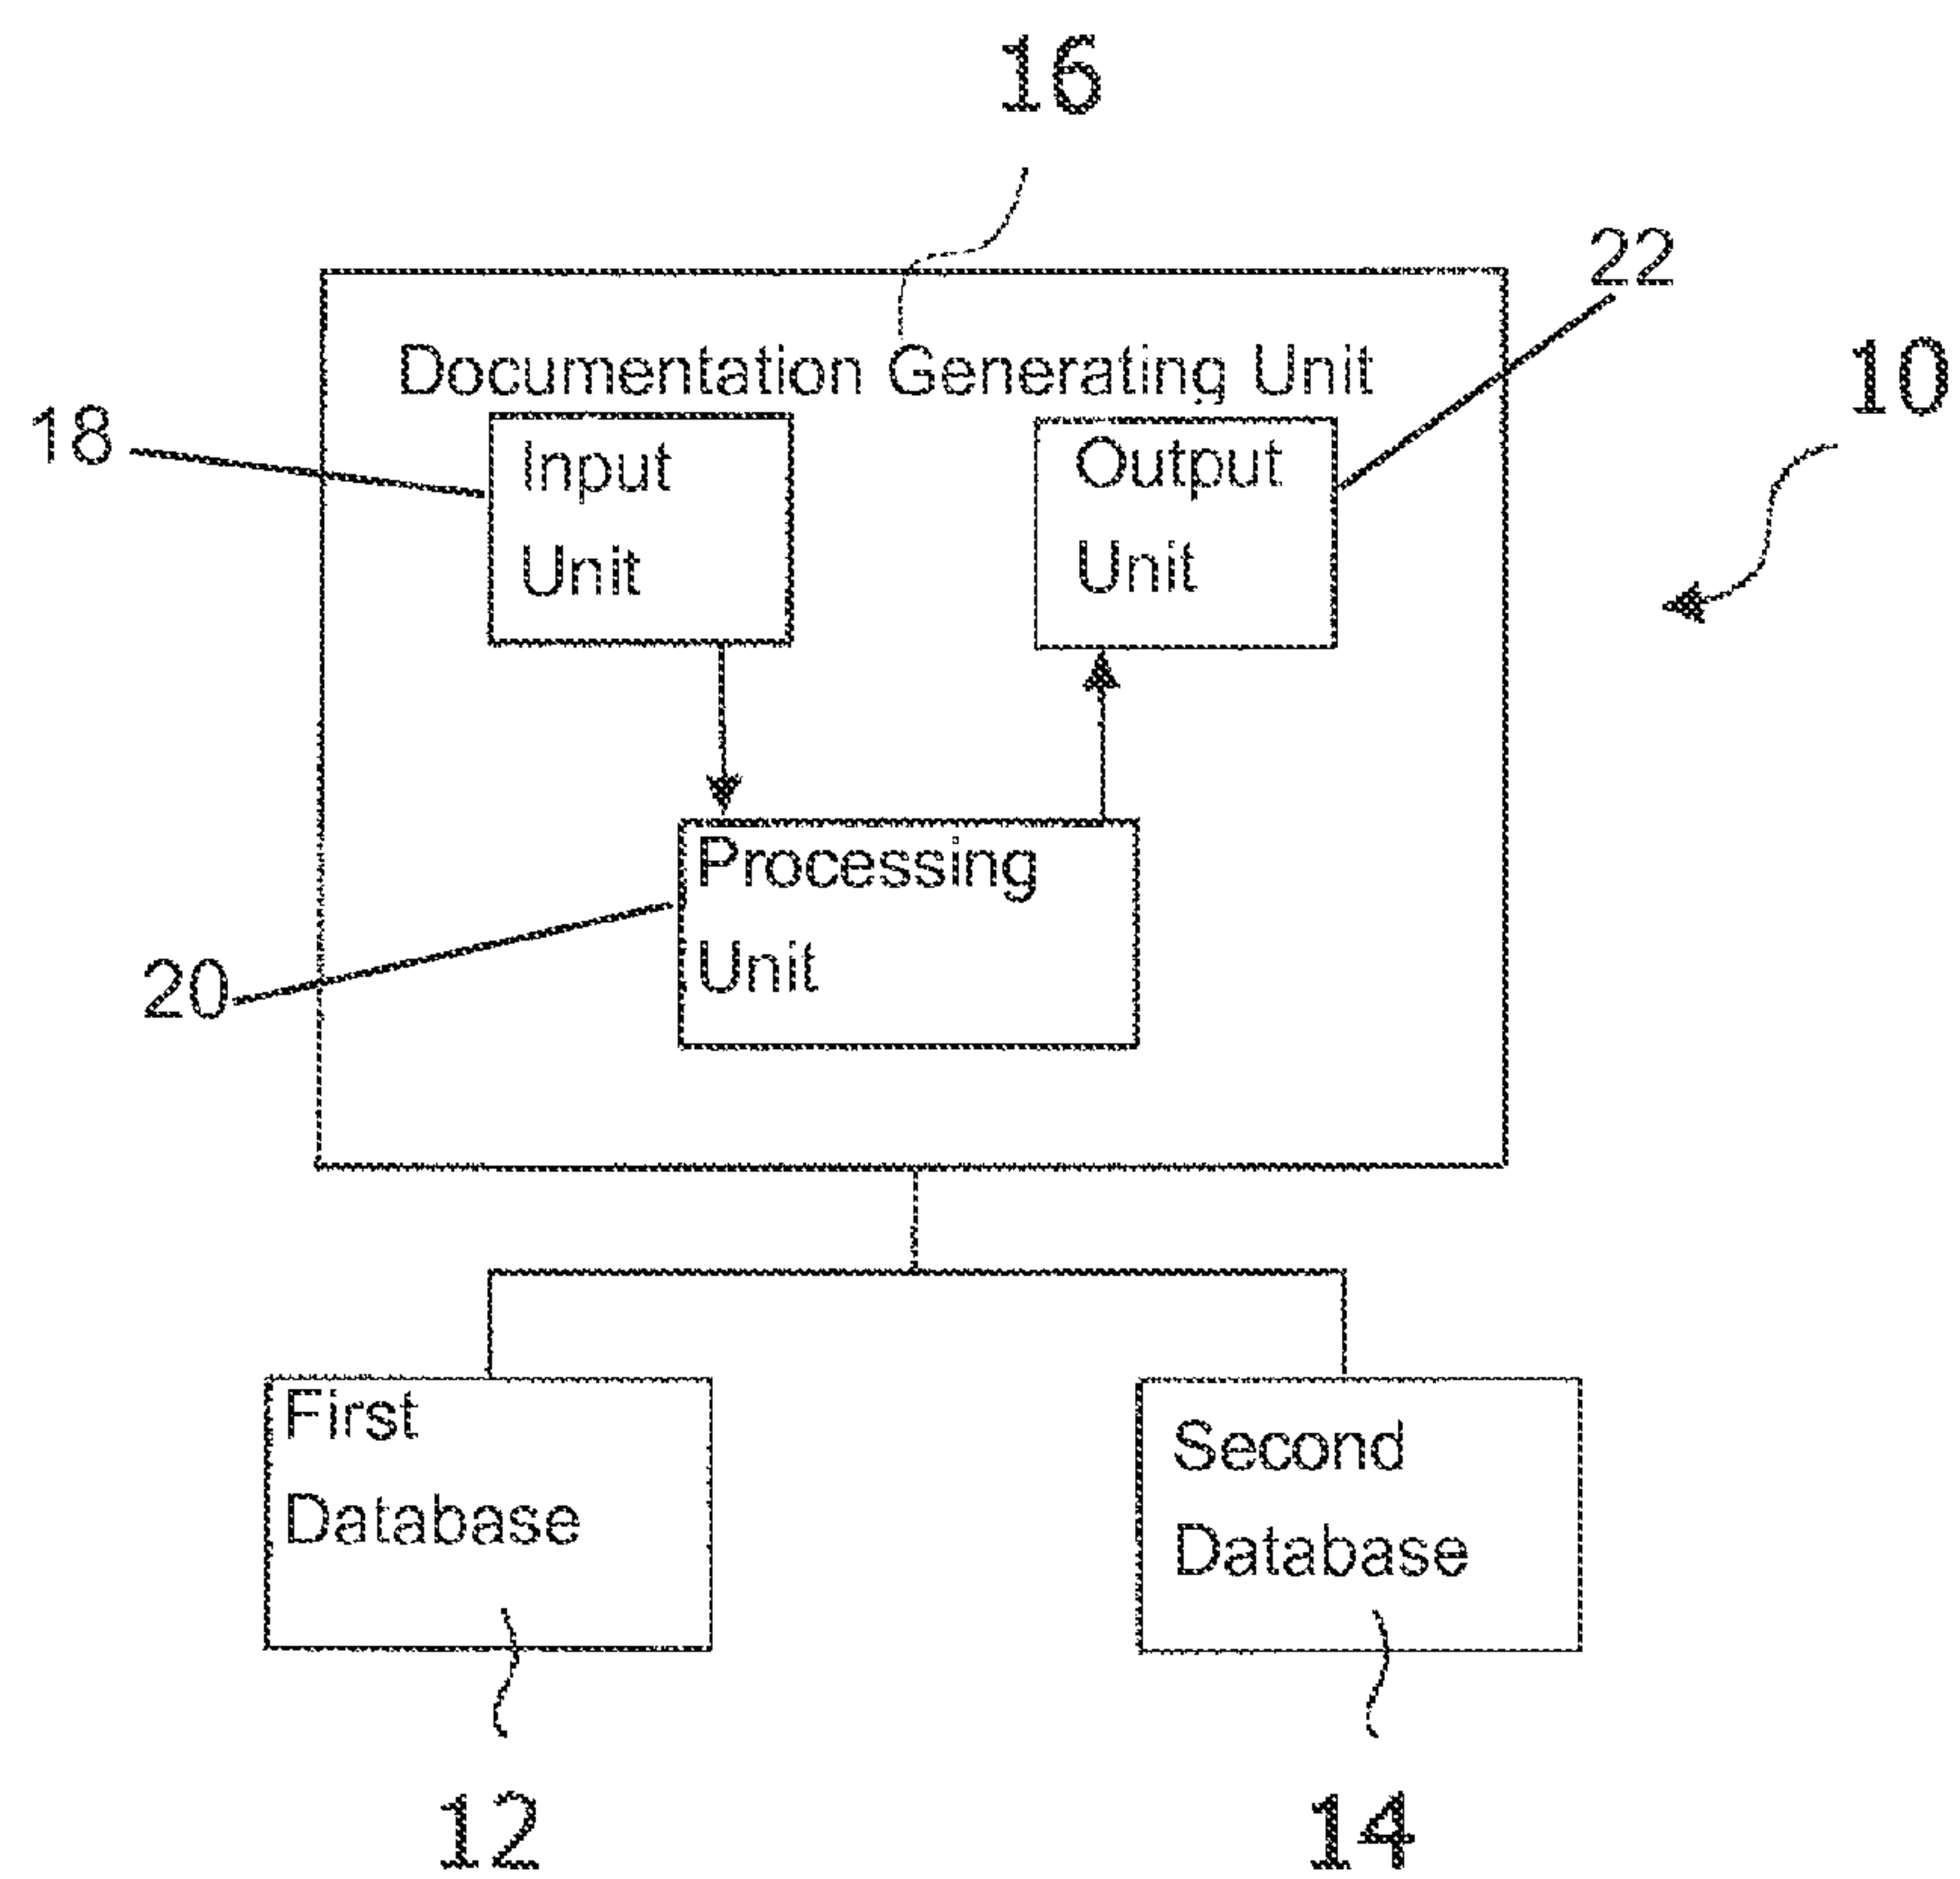 16
22
10
Documentation Generating Unit
18
Input
Unit
Output
Unit
Processing
Unit
20
First
Database
Second
Database
12
14